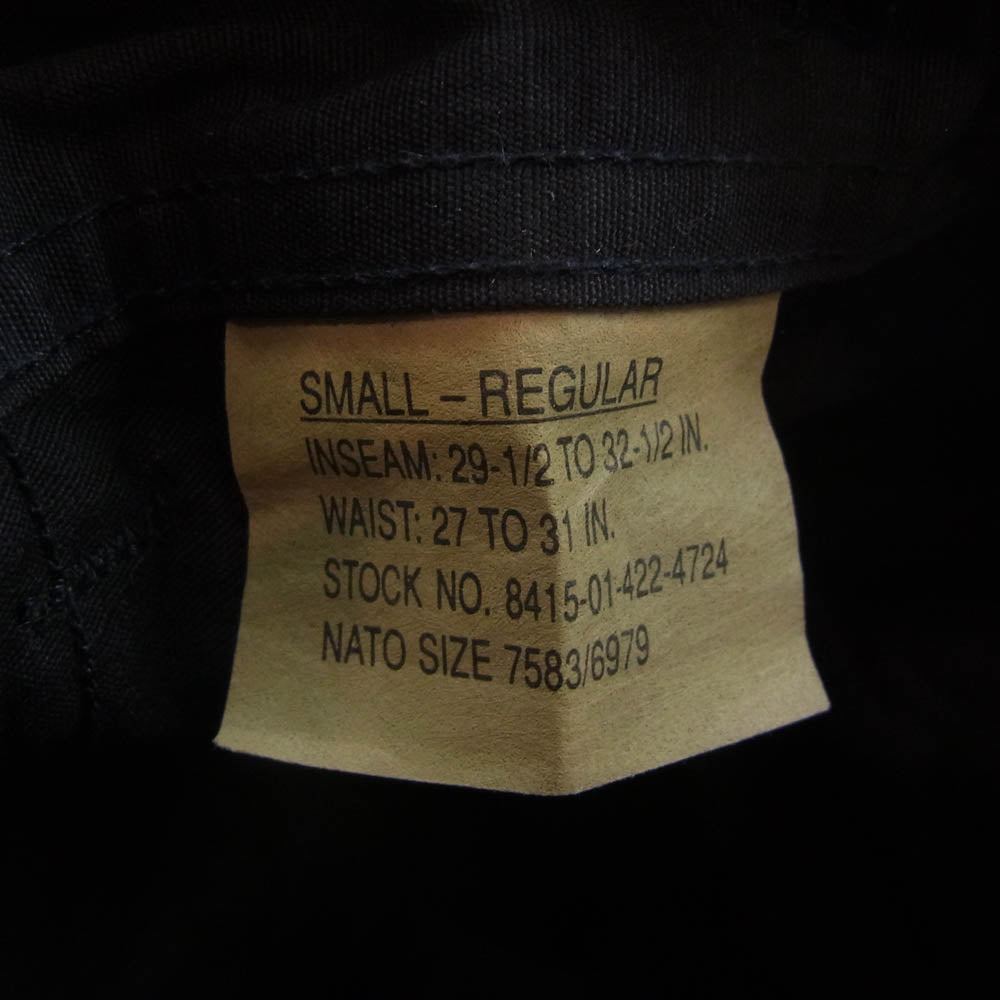 SMALL – REGULAR
INSEAM: 29-1/2 TO 32-1/2 IN.
WAIST: 27 TO 31 IN.
STOCK NO. 8415-01-422-4724
NATO SIZE 7583/6979